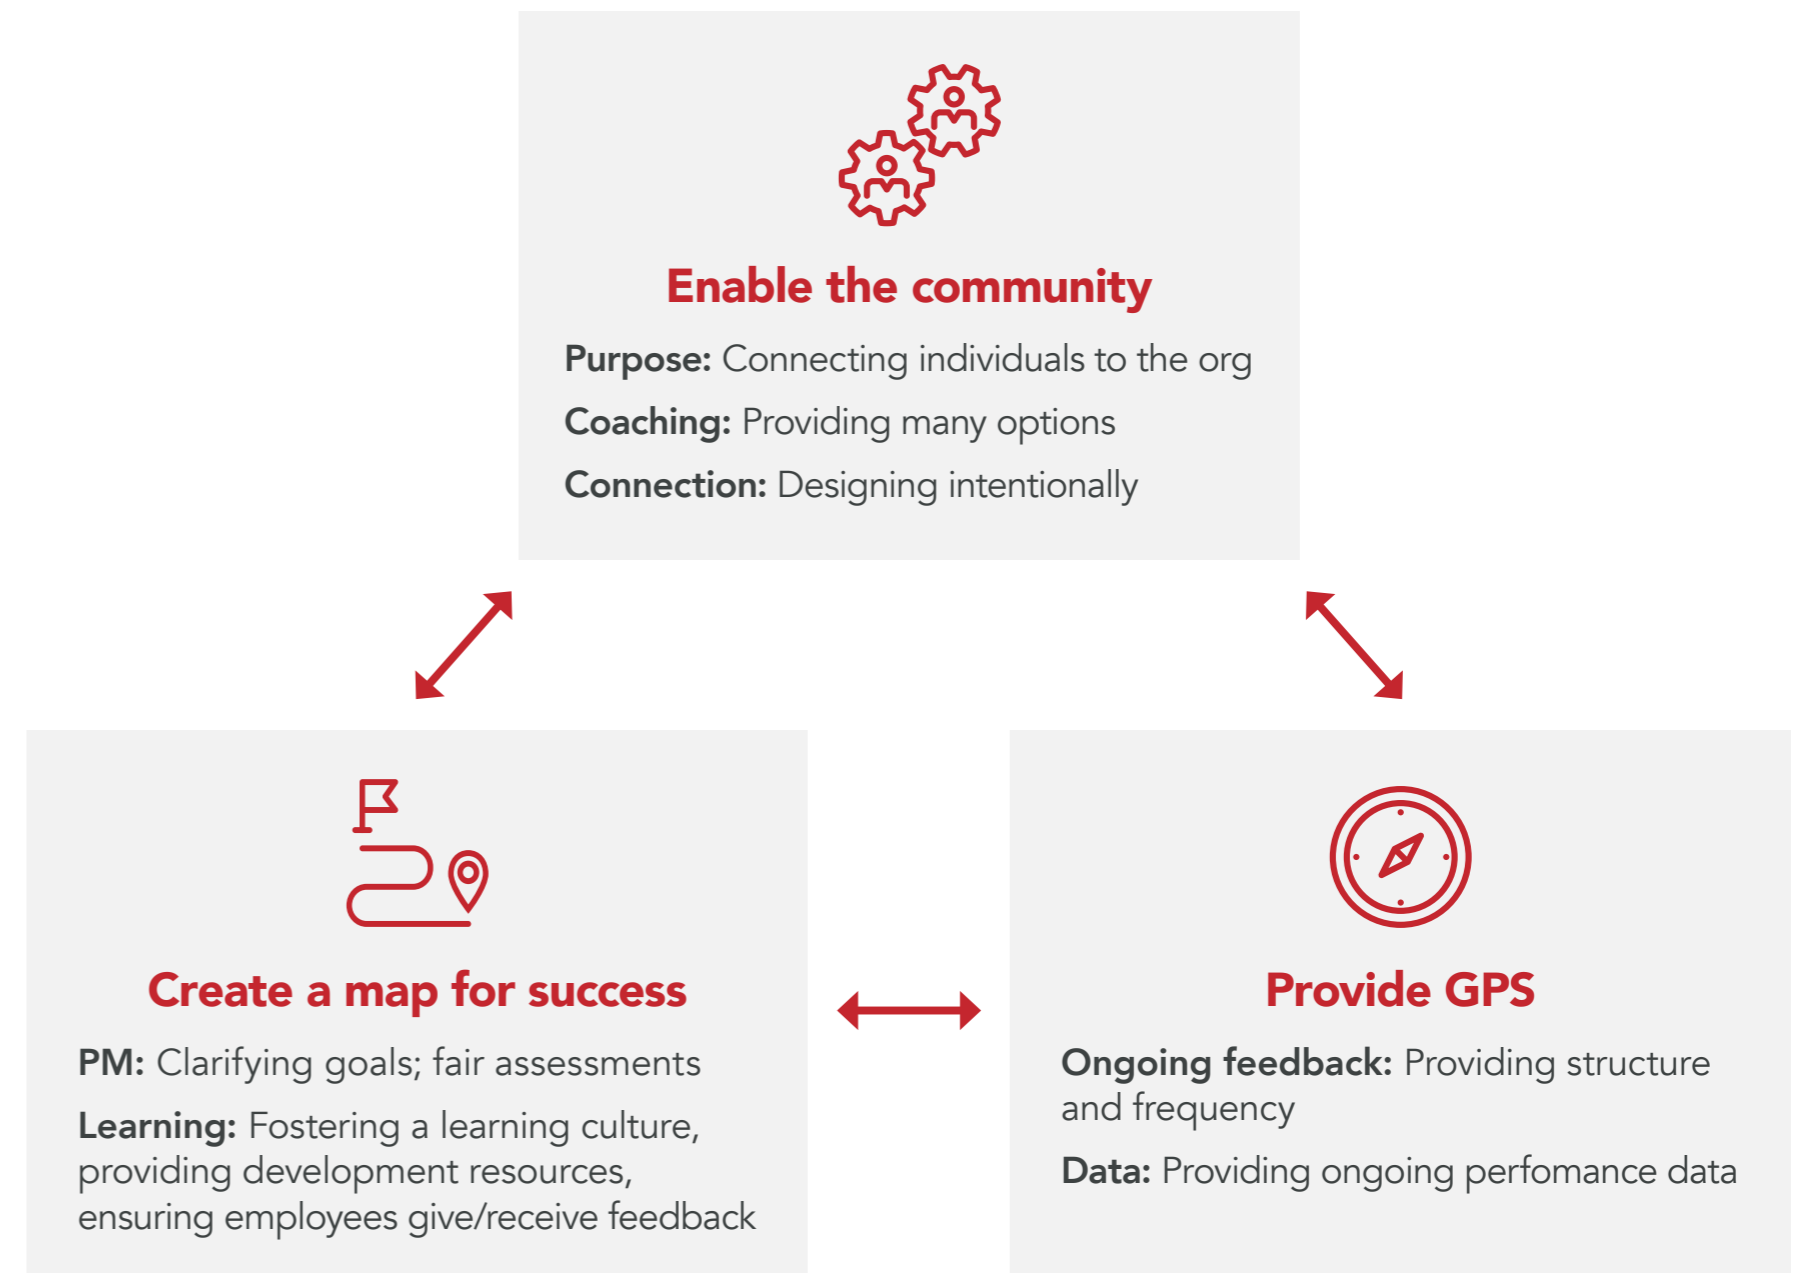 Enable the community
Purpose: Connecting individuals to the org
Coaching: Providing many options
Connection: Designing intentionally
Create a map for success
PM: Clarifying goals; fair assessments
Learning: Fostering a learning culture,
providing development resources,
ensuring employees give/receive feedback
Provide GPS
Ongoing feedback: Providing structure
and frequency
Data: Providing ongoing perfomance data